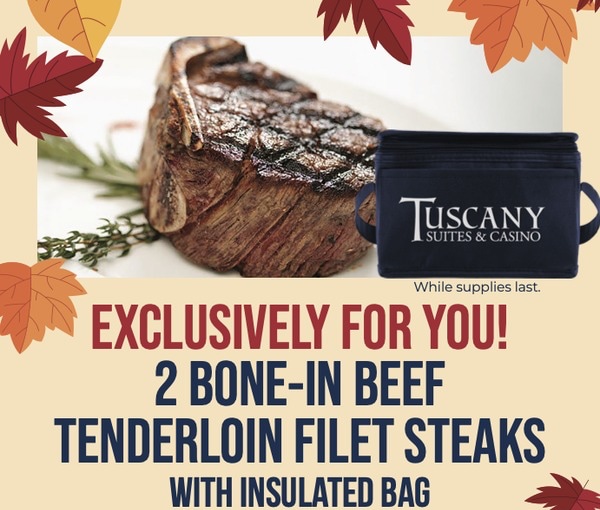 TUSCANY
SUITES & CASINO
While supplies last.
EXCLUSIVELY FOR YOU!
2 BONE-IN BEEF
TENDERLOIN FILET STEAKS
WITH INSULATED BAG